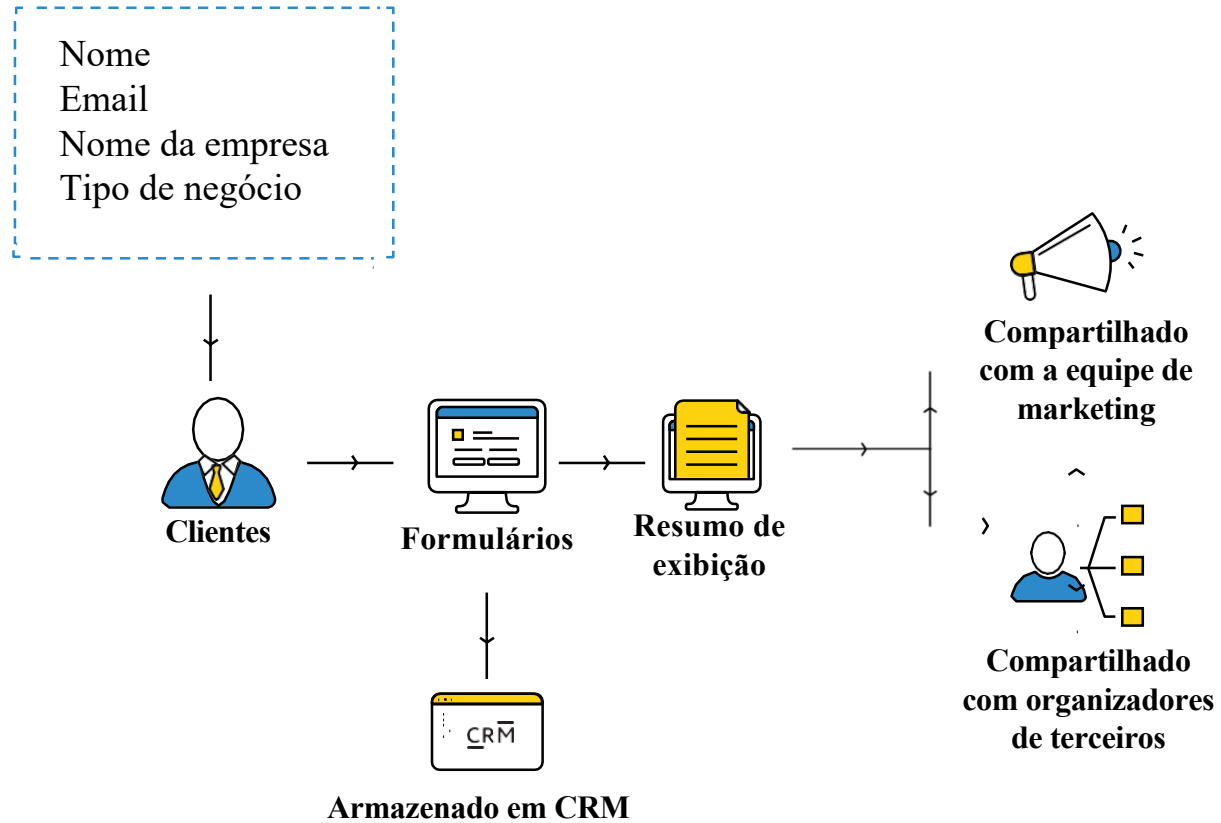 Nome
Email
Nome da empresa
Tipo de negócio
Compartilhado
com a equipe de
marketing
Clientes
Formulários
Resumo de
exibição
Compartilhado
com organizadores
de terceiros
CRM
Armazenado em CRM